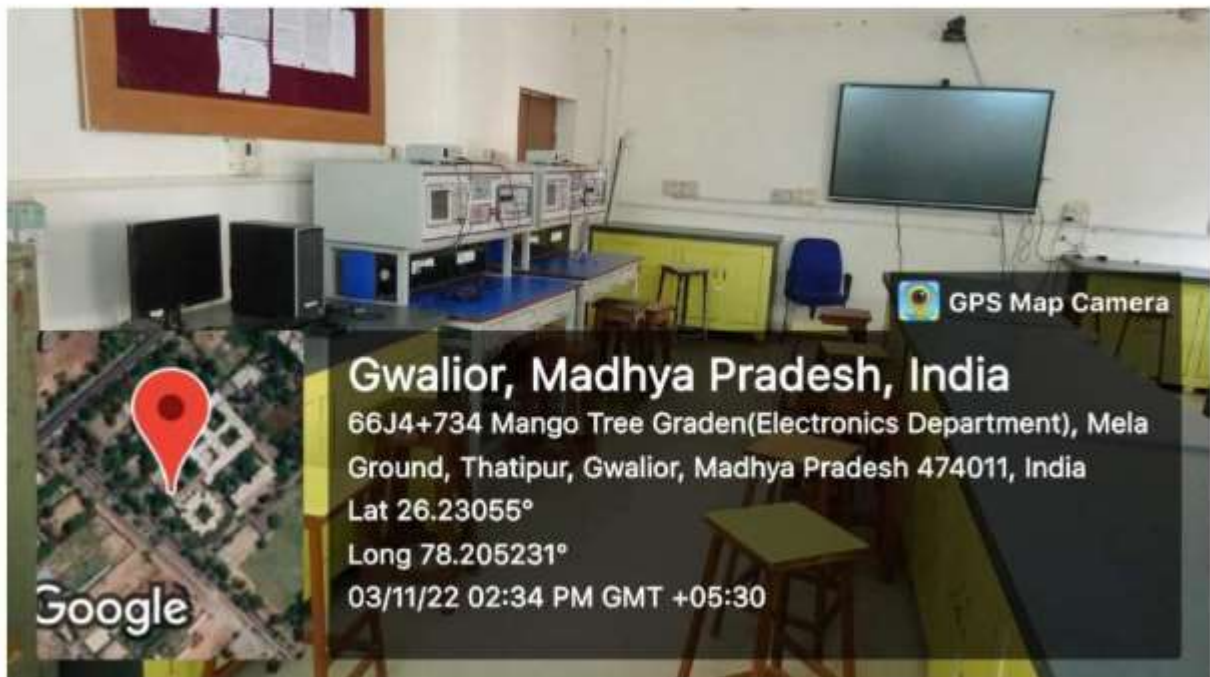 GPS Map Camera
Gwalior, Madhya Pradesh, India
66J4+734 Mango Tree Graden(Electronics Department), Mela
Ground, Thatipur, Gwalior, Madhya Pradesh 474011, India
Lat 26.23055°
Long 78.205231°
03/11/22 02:34 PM GMT +05:30
Google